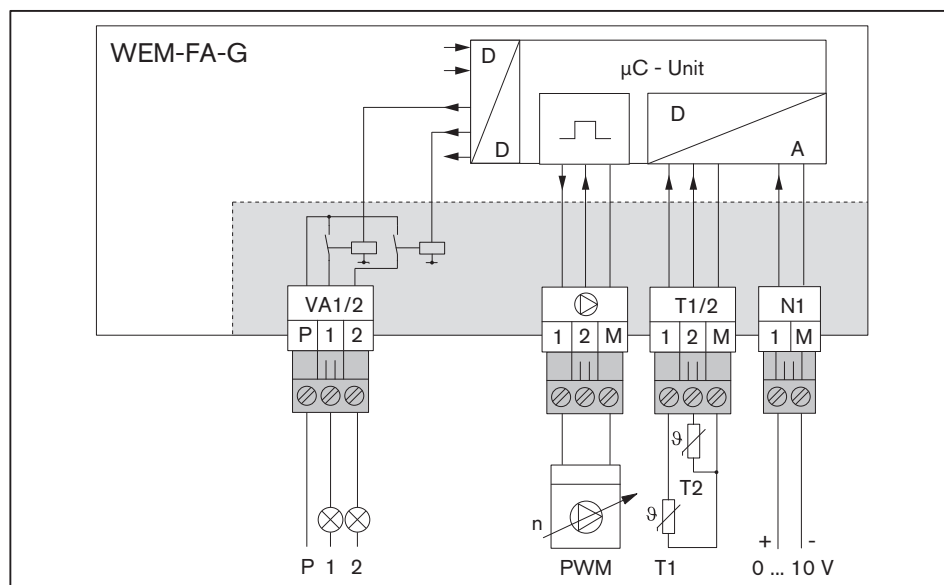 WEM-FA-G
D
D
µC - Unit
D
A
VA1/2
P 1 2
1 2 M
T1/2
1 2 M
N1
1 M
ϑ
T2
ϑ
n
+ -
P 1 2
PWM
T1
0 ... 10 V